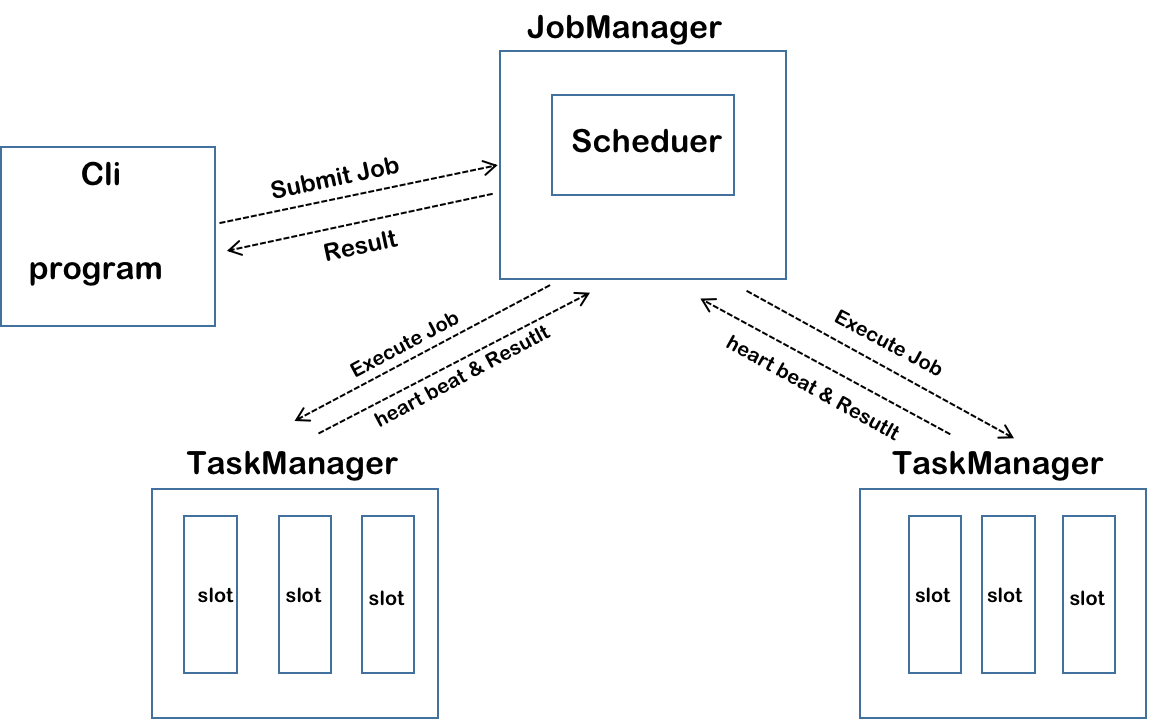 JobManager
Scheduer
Cli
program
Submit Job
Result
Execute Job
heart beat & Resutlt
Execute Job
heart beat & Resutlt
TaskManager
TaskManager
slot
slot
slot
slot
slot
slot